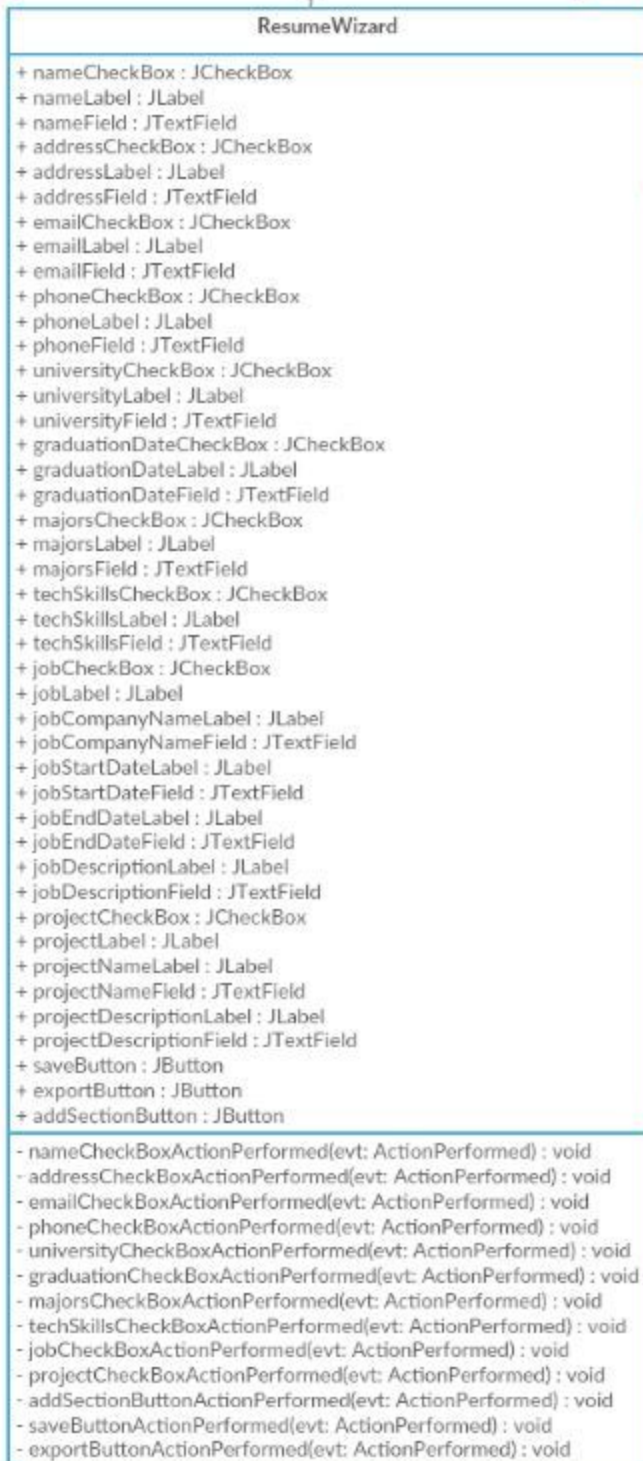 ResumeWizard
+ nameCheckBox : JCheckBox
+ nameLabel : JLabel
+ nameField : JTextField
+ addressCheckBox : JCheckBox
+ addressLabel : JLabel
+ addressField : JTextField
+ emailCheckBox : JCheckBox
+ emailLabel : JLabel
+ emailField : JTextField
+ phoneCheckBox : JCheckBox
+ phoneLabel : JLabel
+ phoneField : JTextField
+ universityCheckBox : JCheckBox
+ universityLabel : JLabel
+ universityField : JTextField
+ graduationDateCheckBox : JCheckBox
+ graduationDateLabel : JLabel
+ graduationDateField : JTextField
+ majorsCheckBox : JCheckBox
+ majorsLabel : JLabel
+ majorsField : JTextField
+ techSkillsCheckBox : JCheckBox
+ techSkillsLabel : JLabel
+ techSkillsField : JTextField
+ jobCheckBox : JCheckBox
+ jobLabel : JLabel
+ jobCompanyNameLabel : JLabel
+ jobCompanyNameField : JTextField
+ jobStartDateLabel : JLabel
+ jobStartDateField : JTextField
+ jobEndDateLabel : JLabel
+ jobEndDateField : JTextField
+ jobDescriptionLabel : JLabel
+ jobDescriptionField : JTextField
+ projectCheckBox : JCheckBox
+ projectLabel : JLabel
+ projectNameLabel : JLabel
+ projectNameField : JTextField
+ projectDescriptionLabel : JLabel
+ projectDescriptionField : JTextField
+ saveButton : JButton
+ exportButton : JButton
+ addSectionButton : JButton
- nameCheckBoxActionPerformed(evt: ActionPerformed) : void
- addressCheckBoxActionPerformed(evt: ActionPerformed) : void
- emailCheckBoxActionPerformed(evt: ActionPerformed) : void
- phoneCheckBoxActionPerformed(evt: ActionPerformed) : void
- universityCheckBoxActionPerformed(evt: ActionPerformed) : void
- graduationCheckBoxActionPerformed(evt: ActionPerformed) : void
- majorsCheckBoxActionPerformed(evt: ActionPerformed) : void
- techSkillsCheckBoxActionPerformed(evt: ActionPerformed) : void
- jobCheckBoxActionPerformed(evt: ActionPerformed) : void
- projectCheckBoxActionPerformed(evt: ActionPerformed) : void
- addSectionButtonActionPerformed(evt: ActionPerformed) : void
- saveButtonActionPerformed(evt: ActionPerformed) : void
- exportButtonActionPerformed(evt: ActionPerformed) : void